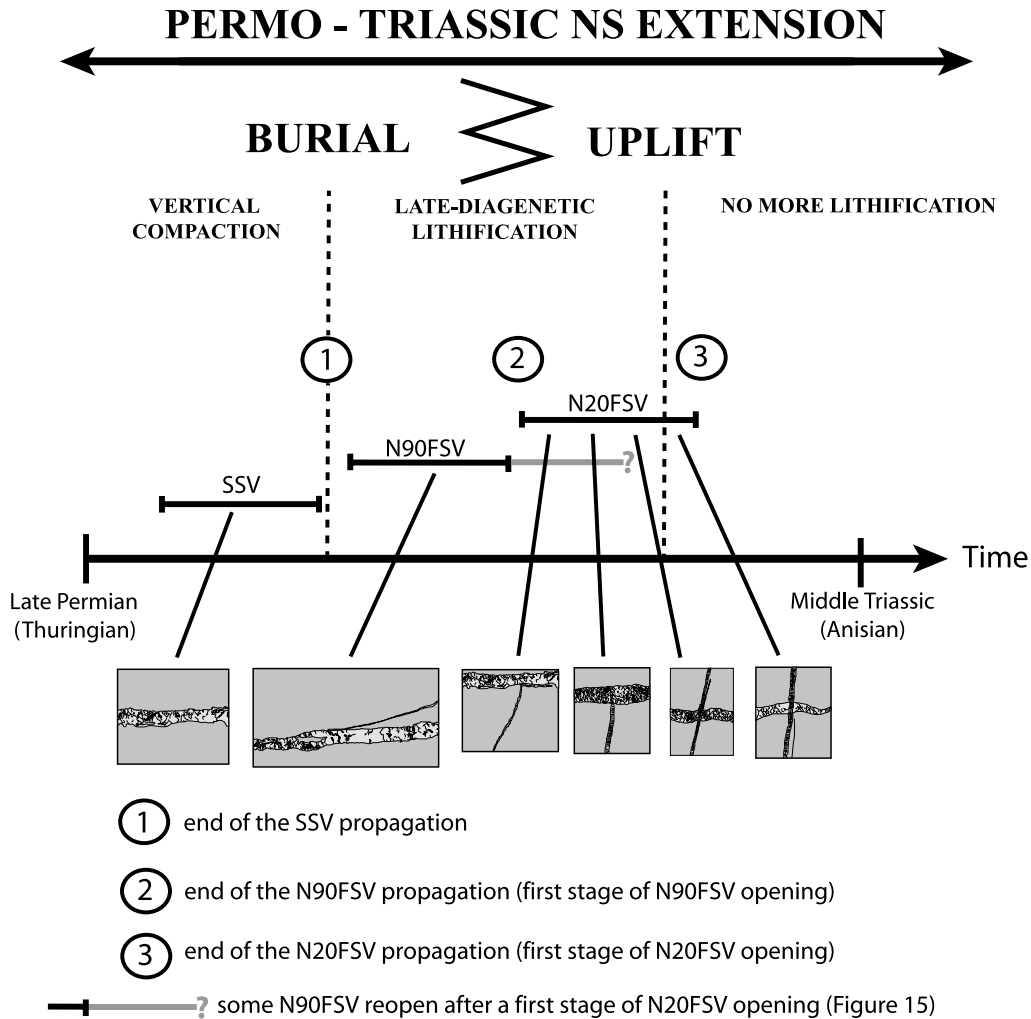 PERMO - TRIASSIC NS EXTENSION
BURIAL
UPLIFT
VERTICAL
COMPACTION
LATE-DIAGENETIC
LITHIFICATION
NO MORE LITHIFICATION
1
2
3
N20FSV
N90FSV
?
SSV
Time
Late Permian
(Thuringian)
Middle Triassic
(Anisian)
1 end of the SSV propagation
2 end of the N90FSV propagation (first stage of N90FSV opening)
3 end of the N20FSV propagation (first stage of N20FSV opening)
? some N90FSV reopen after a first stage of N20FSV opening (Figure 15)